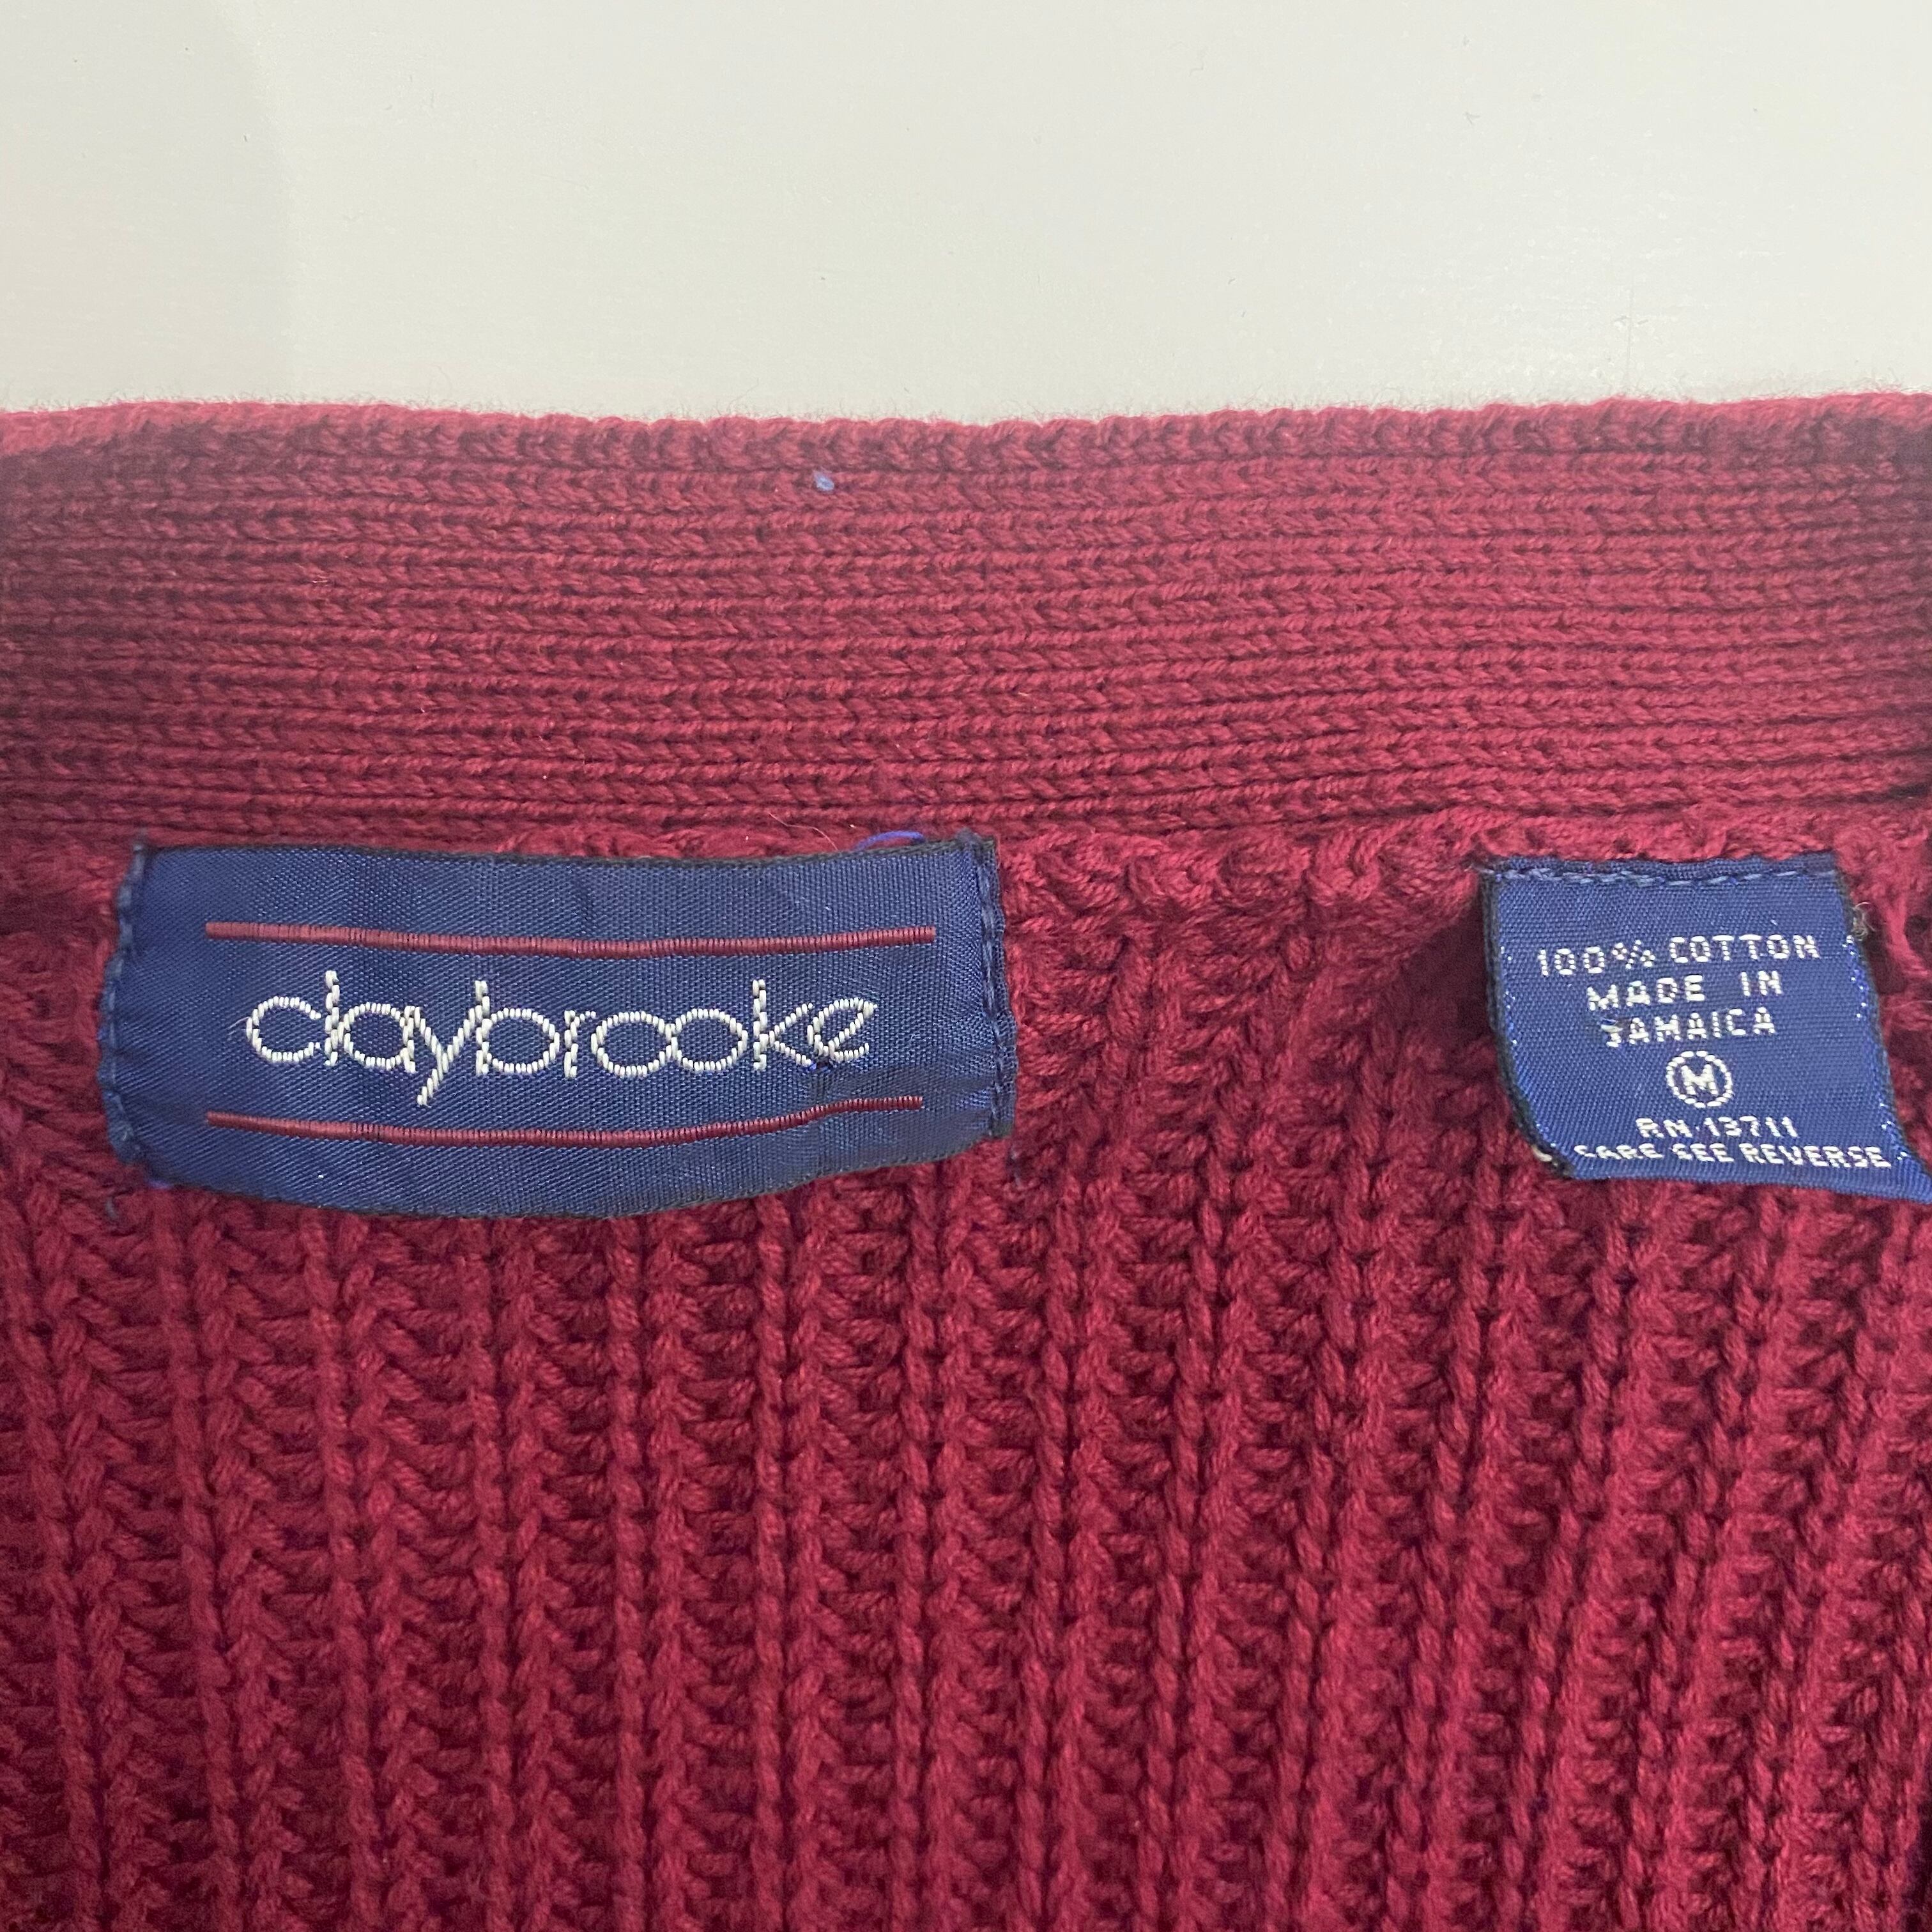 claybrooke
100% COTTON
MADE IN
JAMAICA
M
RN 13711
CARE SEE REVERSE